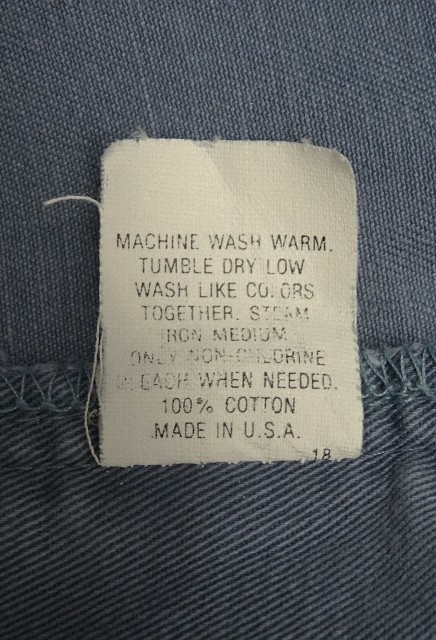 MACHINE WASH WARM.
TUMBLE DRY LOW
WASH LIKE COLORS
TOGETHER. STEAM
IRON MEDIUM
ONLY NON-CHLORINE
BLEACH WHEN NEEDED.
100% COTTON
MADE IN U.S.A.
18